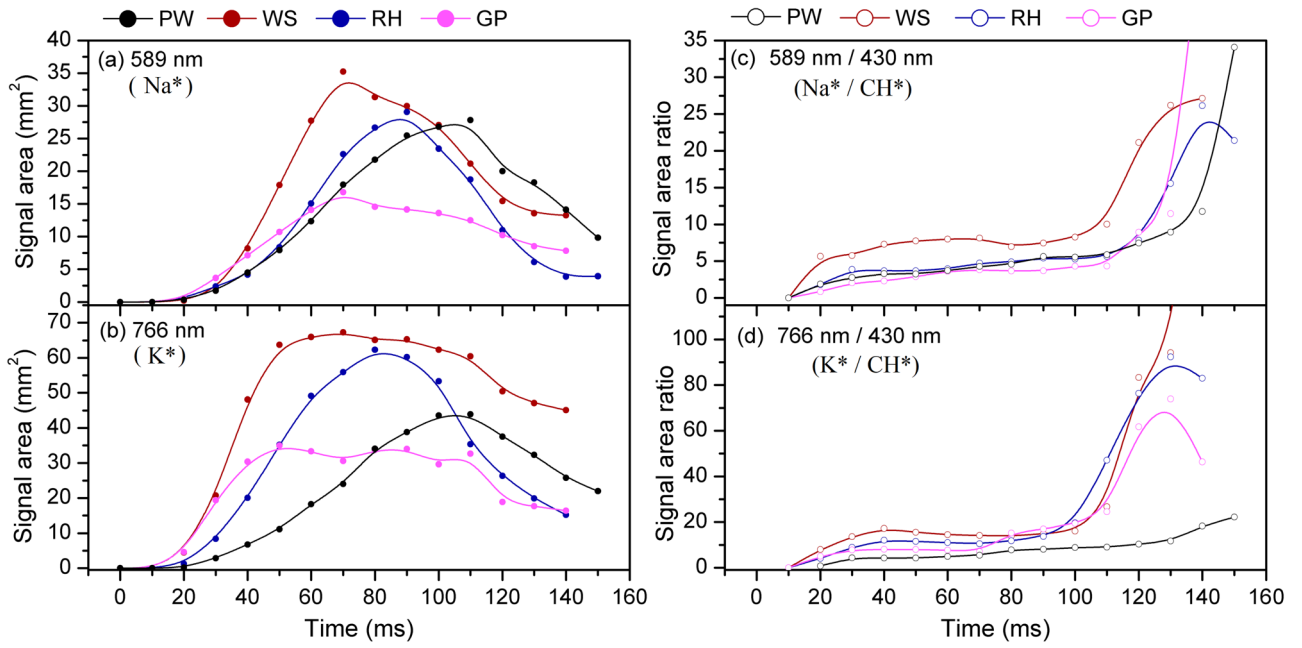 PW WS RH GP
(a) 589 nm
( Na* )
Signal area (mm²)
40
35
30
25
20
15
10
5
0
(b) 766 nm
( K* )
Signal area (mm²)
70
60
50
40
30
20
10
0
0 20 40 60 80 100 120 140 160
Time (ms)
PW WS RH GP
(c) 589 nm / 430 nm
(Na* / CH*)
Signal area ratio
35
30
25
20
15
10
5
0
(d) 766 nm / 430 nm
(K* / CH*)
Signal area ratio
100
80
60
40
20
0
0 20 40 60 80 100 120 140 160
Time (ms)